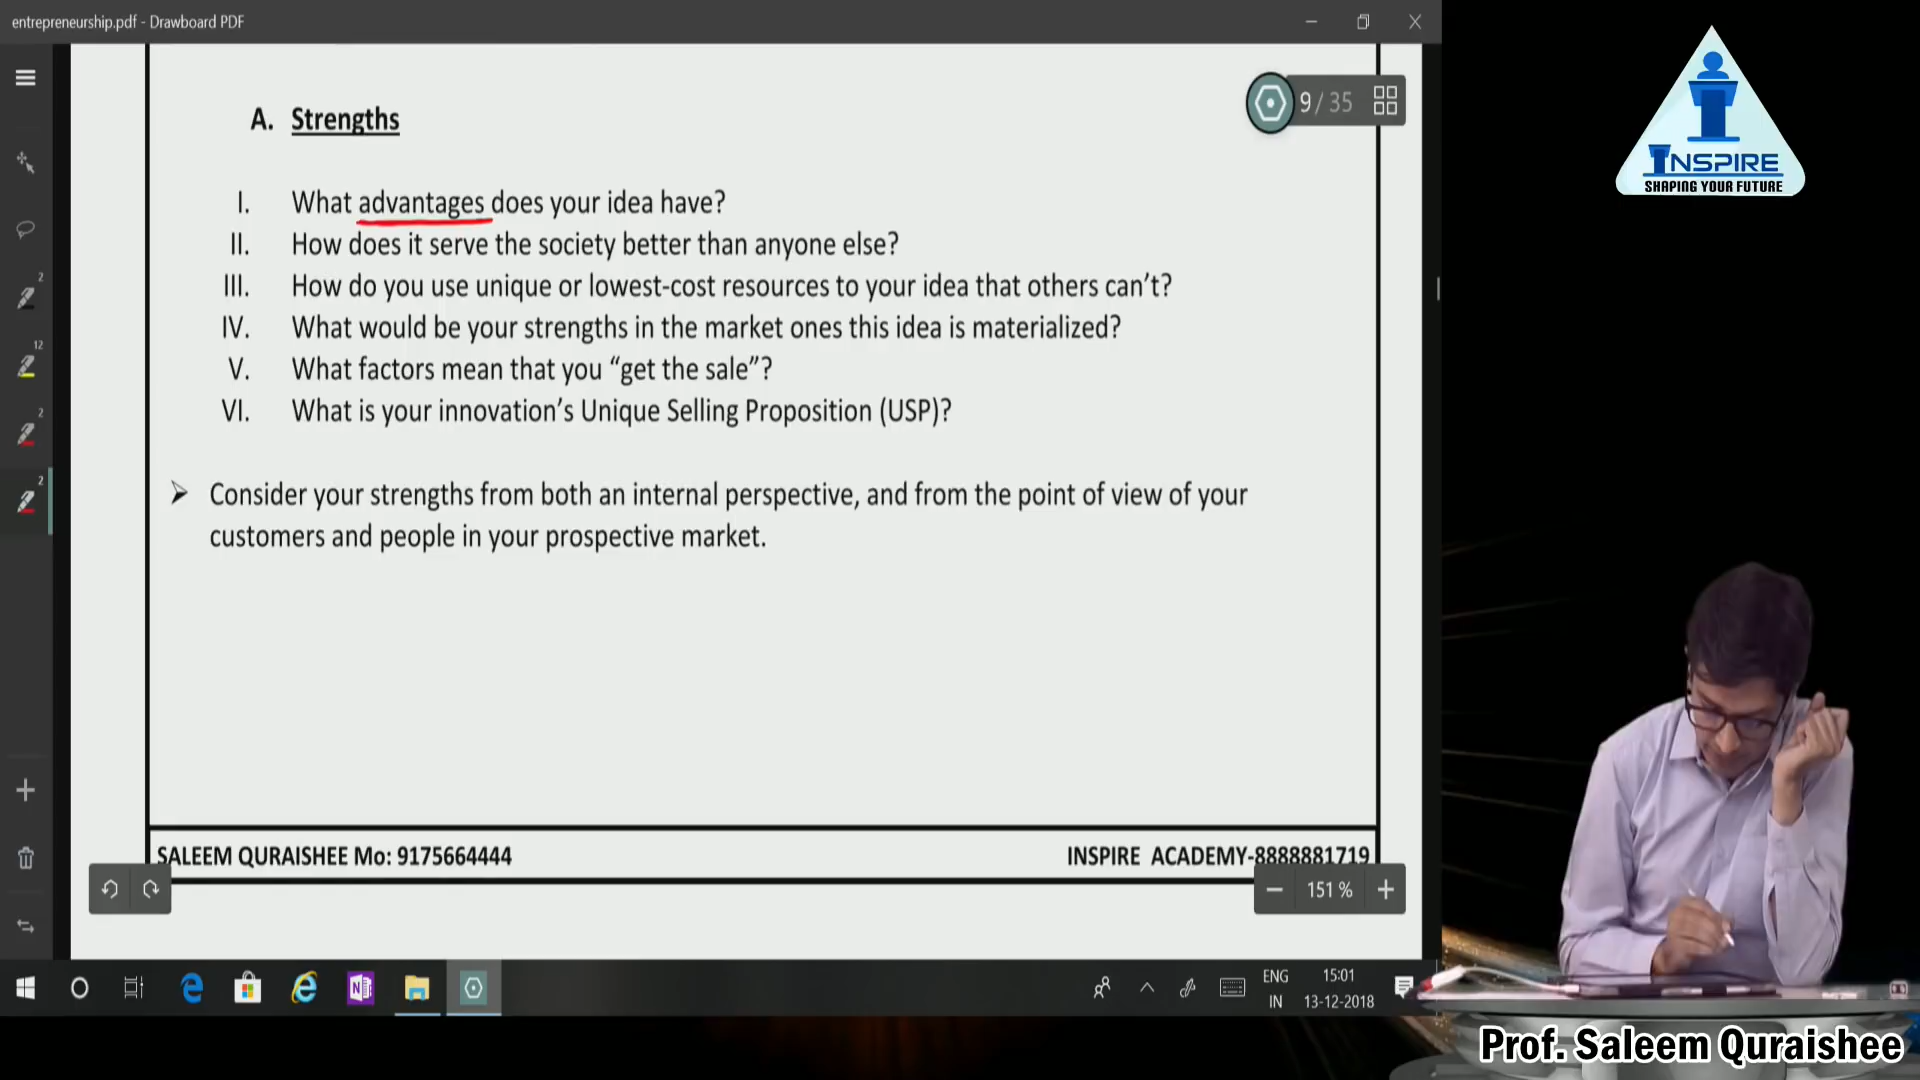 entrepreneurship.pdf - Drawboard PDF
9 / 35
A. Strengths
I. What advantages does your idea have?
II. How does it serve the society better than anyone else?
III. How do you use unique or lowest-cost resources to your idea that others can’t?
IV. What would be your strengths in the market ones this idea is materialized?
V. What factors mean that you “get the sale”?
VI. What is your innovation’s Unique Selling Proposition (USP)?
➤ Consider your strengths from both an internal perspective, and from the point of view of your
customers and people in your prospective market.
2
12
2
2
SALEEM QURAISHEE Mo: 9175664444
INSPIRE ACADEMY-8888881719
151 %
ENG
IN
15:01
13-12-2018
INSPIRE
SHAPING YOUR FUTURE
Prof. Saleem Quraishee